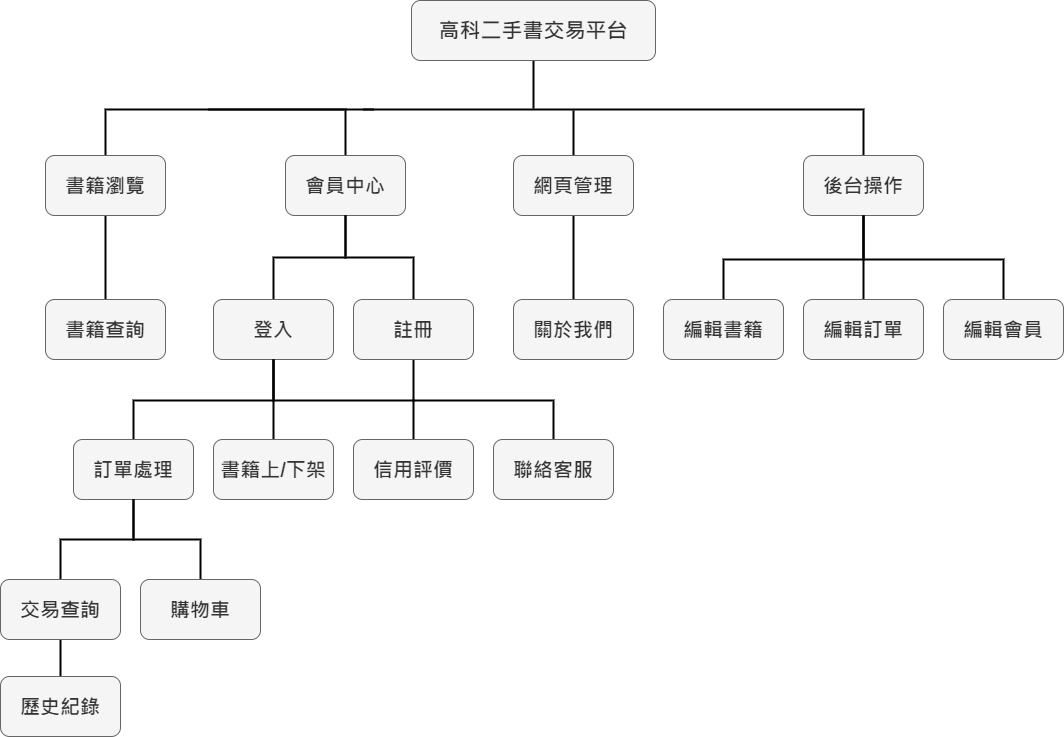 高科二手書交易平台
書籍瀏覽
會員中心
網頁管理
後台操作
書籍查詢
登入
註冊
關於我們
編輯書籍
編輯訂單
編輯會員
訂單處理
書籍上/下架
信用評價
聯絡客服
交易查詢
購物車
歷史紀錄